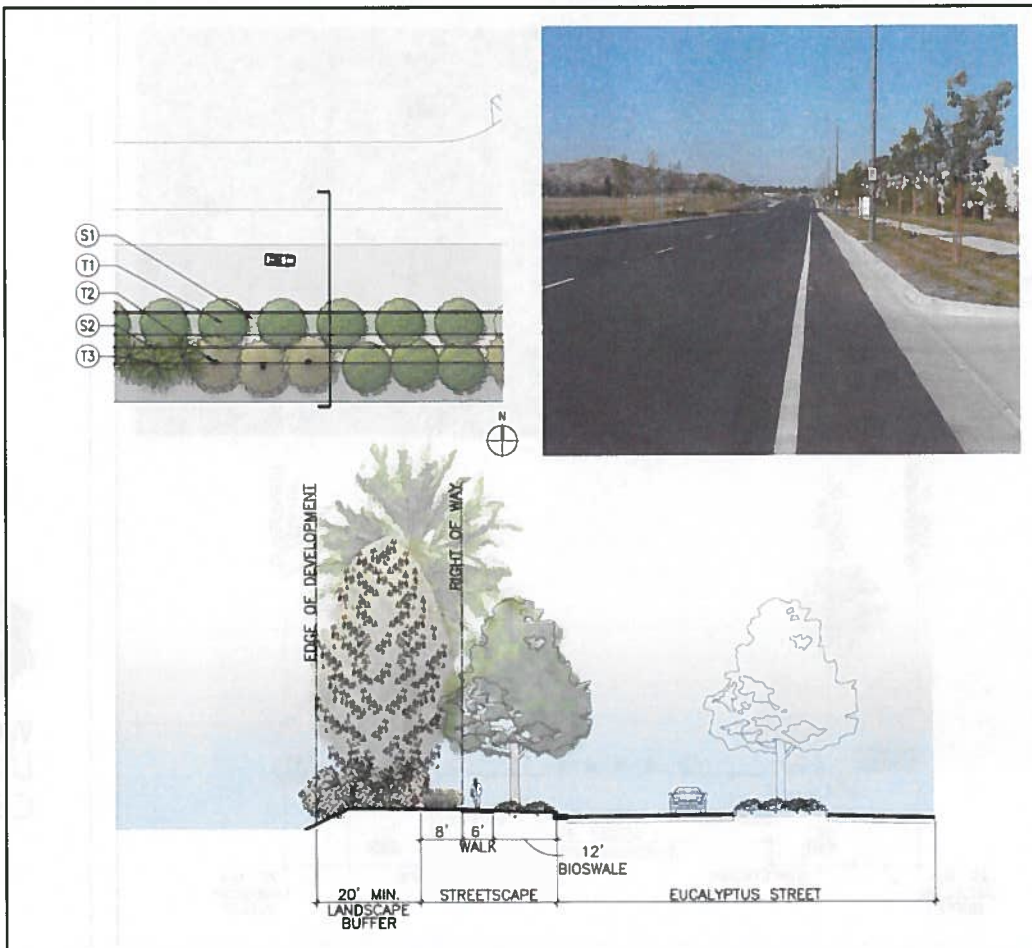 S1
T1
T2
S2
T3
N
EDGE OF DEVELOPMENT
RIGHT OF WAY
8' 6'
WALK
12'
BIOSWALE
20' MIN.
LANDSCAPE
BUFFER
STREETSCAPE
EUCALYPTUS STREET